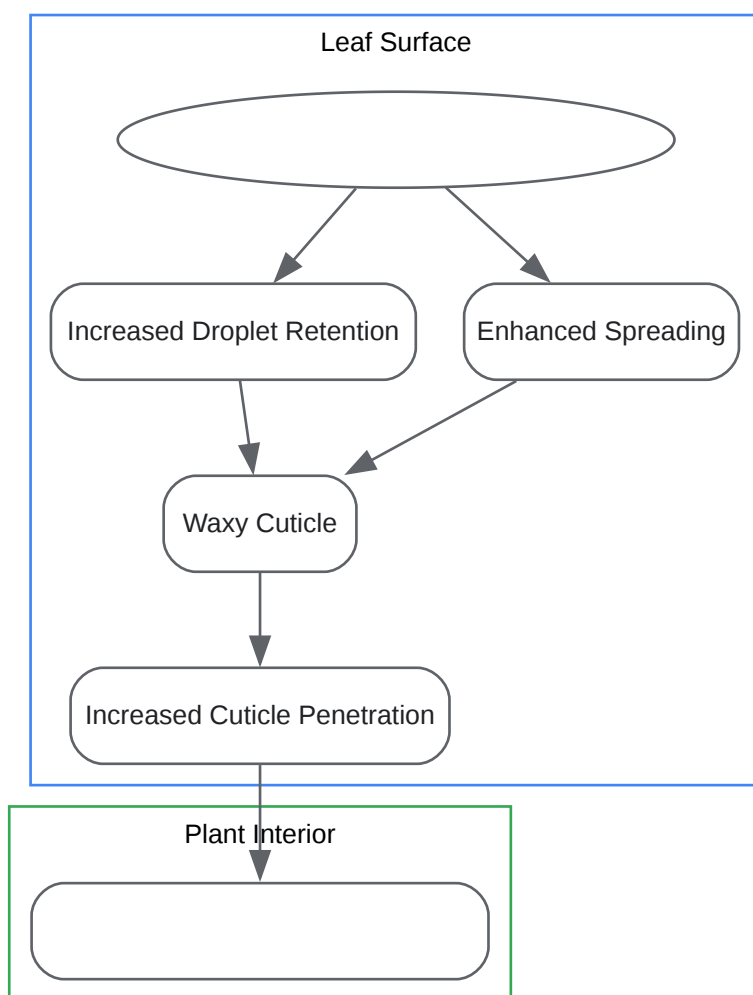 Leaf Surface
Increased Droplet Retention
Enhanced Spreading
Waxy Cuticle
Increased Cuticle Penetration
Plant Interior